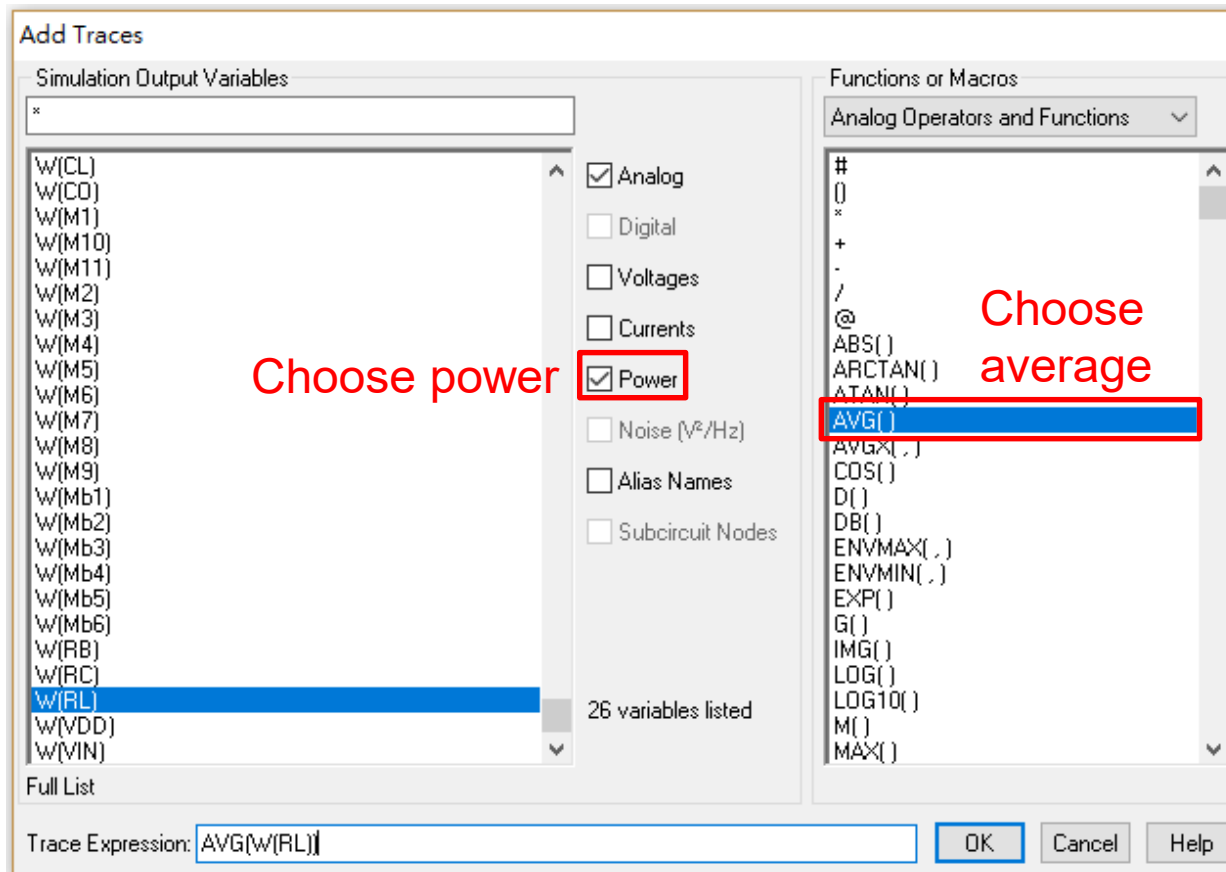 Add Traces
Simulation Output Variables
*
W(CL)
W(CO)
W(M1)
W(M10)
W(M11)
W(M2)
W(M3)
W(M4)
W(M5)
W(M6)
W(M7)
W(M8)
W(M9)
W(Mb1)
W(Mb2)
W(Mb3)
W(Mb4)
W(Mb5)
W(Mb6)
W(RB)
W(RC)
W(RL)
W(VDD)
W(VIN)
Full List
Analog
Digital
Voltages
Currents
Choose power
Power
Noise (V²/Hz)
Alias Names
Subcircuit Nodes
26 variables listed
Functions or Macros
Analog Operators and Functions
#
()
*
+
-
/
@
ABS( )
ARCTAN( )
ATAN( )
AVG( )
AVGX( , )
COS( )
D( )
DB( )
ENVMAX( , )
ENVMIN( , )
EXP( )
G( )
IMG( )
LOG( )
LOG10( )
M( )
MAX( )
Choose
average
Trace Expression: AVG(W(RL))
OK
Cancel
Help